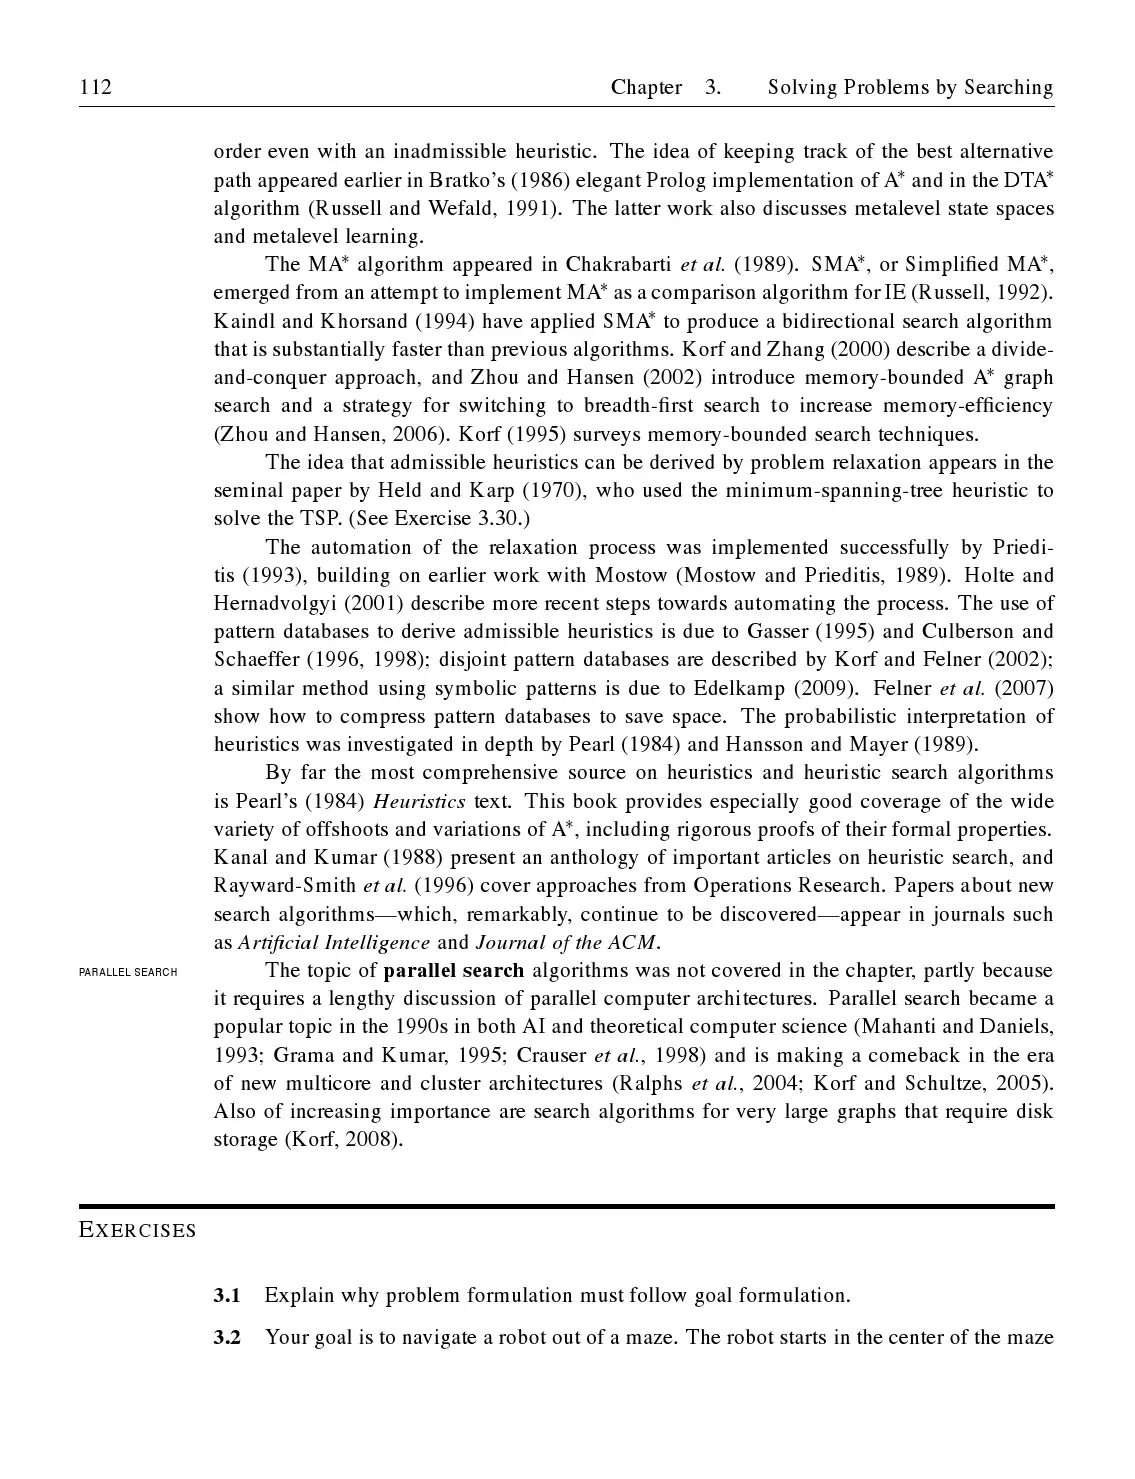 112 Chapter 3. Solving Problems by Searching
order even with an inadmissible heuristic. The idea of keeping track of the best alternative
path appeared earlier in Bratko's (1986) elegant Prolog implementation of A* and in the DTA*
algorithm (Russell and Wefald, 1991). The latter work also discusses metalevel state spaces
and metalevel learning.
The MA* algorithm appeared in Chakrabarti et al. (1989). SMA*, or Simplified MA*,
emerged from an attempt to implement MA* as a comparison algorithm for IE (Russell, 1992).
Kaindl and Khorsand (1994) have applied SMA* to produce a bidirectional search algorithm
that is substantially faster than previous algorithms. Korf and Zhang (2000) describe a divide-
and-conquer approach, and Zhou and Hansen (2002) introduce memory-bounded A* graph
search and a strategy for switching to breadth-first search to increase memory-efficiency
(Zhou and Hansen, 2006). Korf (1995) surveys memory-bounded search techniques.
The idea that admissible heuristics can be derived by problem relaxation appears in the
seminal paper by Held and Karp (1970), who used the minimum-spanning-tree heuristic to
solve the TSP. (See Exercise 3.30.)
The automation of the relaxation process was implemented successfully by Priedi-
tis (1993), building on earlier work with Mostow (Mostow and Prieditis, 1989). Holte and
Hernadvolgyi (2001) describe more recent steps towards automating the process. The use of
pattern databases to derive admissible heuristics is due to Gasser (1995) and Culberson and
Schaeffer (1996, 1998); disjoint pattern databases are described by Korf and Felner (2002);
a similar method using symbolic patterns is due to Edelkamp (2009). Felner et al. (2007)
show how to compress pattern databases to save space. The probabilistic interpretation of
heuristics was investigated in depth by Pearl (1984) and Hansson and Mayer (1989).
By far the most comprehensive source on heuristics and heuristic search algorithms
is Pearl's (1984) Heuristics text. This book provides especially good coverage of the wide
variety of offshoots and variations of A*, including rigorous proofs of their formal properties.
Kanal and Kumar (1988) present an anthology of important articles on heuristic search, and
Rayward-Smith et al. (1996) cover approaches from Operations Research. Papers about new
search algorithms—which, remarkably, continue to be discovered—appear in journals such
as Artificial Intelligence and Journal of the ACM.
PARALLEL SEARCH The topic of parallel search algorithms was not covered in the chapter, partly because
it requires a lengthy discussion of parallel computer architectures. Parallel search became a
popular topic in the 1990s in both AI and theoretical computer science (Mahanti and Daniels,
1993; Grama and Kumar, 1995; Crauser et al., 1998) and is making a comeback in the era
of new multicore and cluster architectures (Ralphs et al., 2004; Korf and Schultze, 2005).
Also of increasing importance are search algorithms for very large graphs that require disk
storage (Korf, 2008).
EXERCISES
3.1 Explain why problem formulation must follow goal formulation.
3.2 Your goal is to navigate a robot out of a maze. The robot starts in the center of the maze